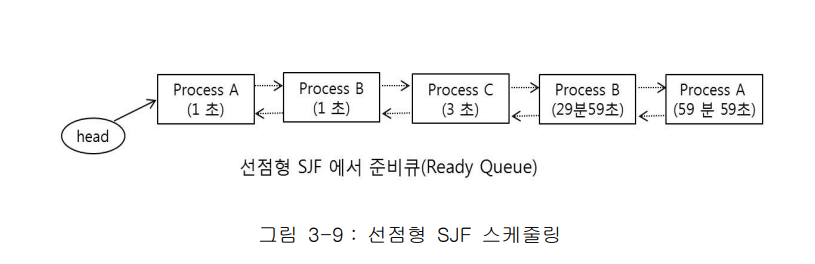 Process A
(1 초)
Process B
(1 초)
Process C
(3 초)
Process B
(29분59초)
Process A
(59 분 59초)
head
선점형 SJF 에서 준비큐(Ready Queue)
그림 3-9 : 선점형 SJF 스케줄링